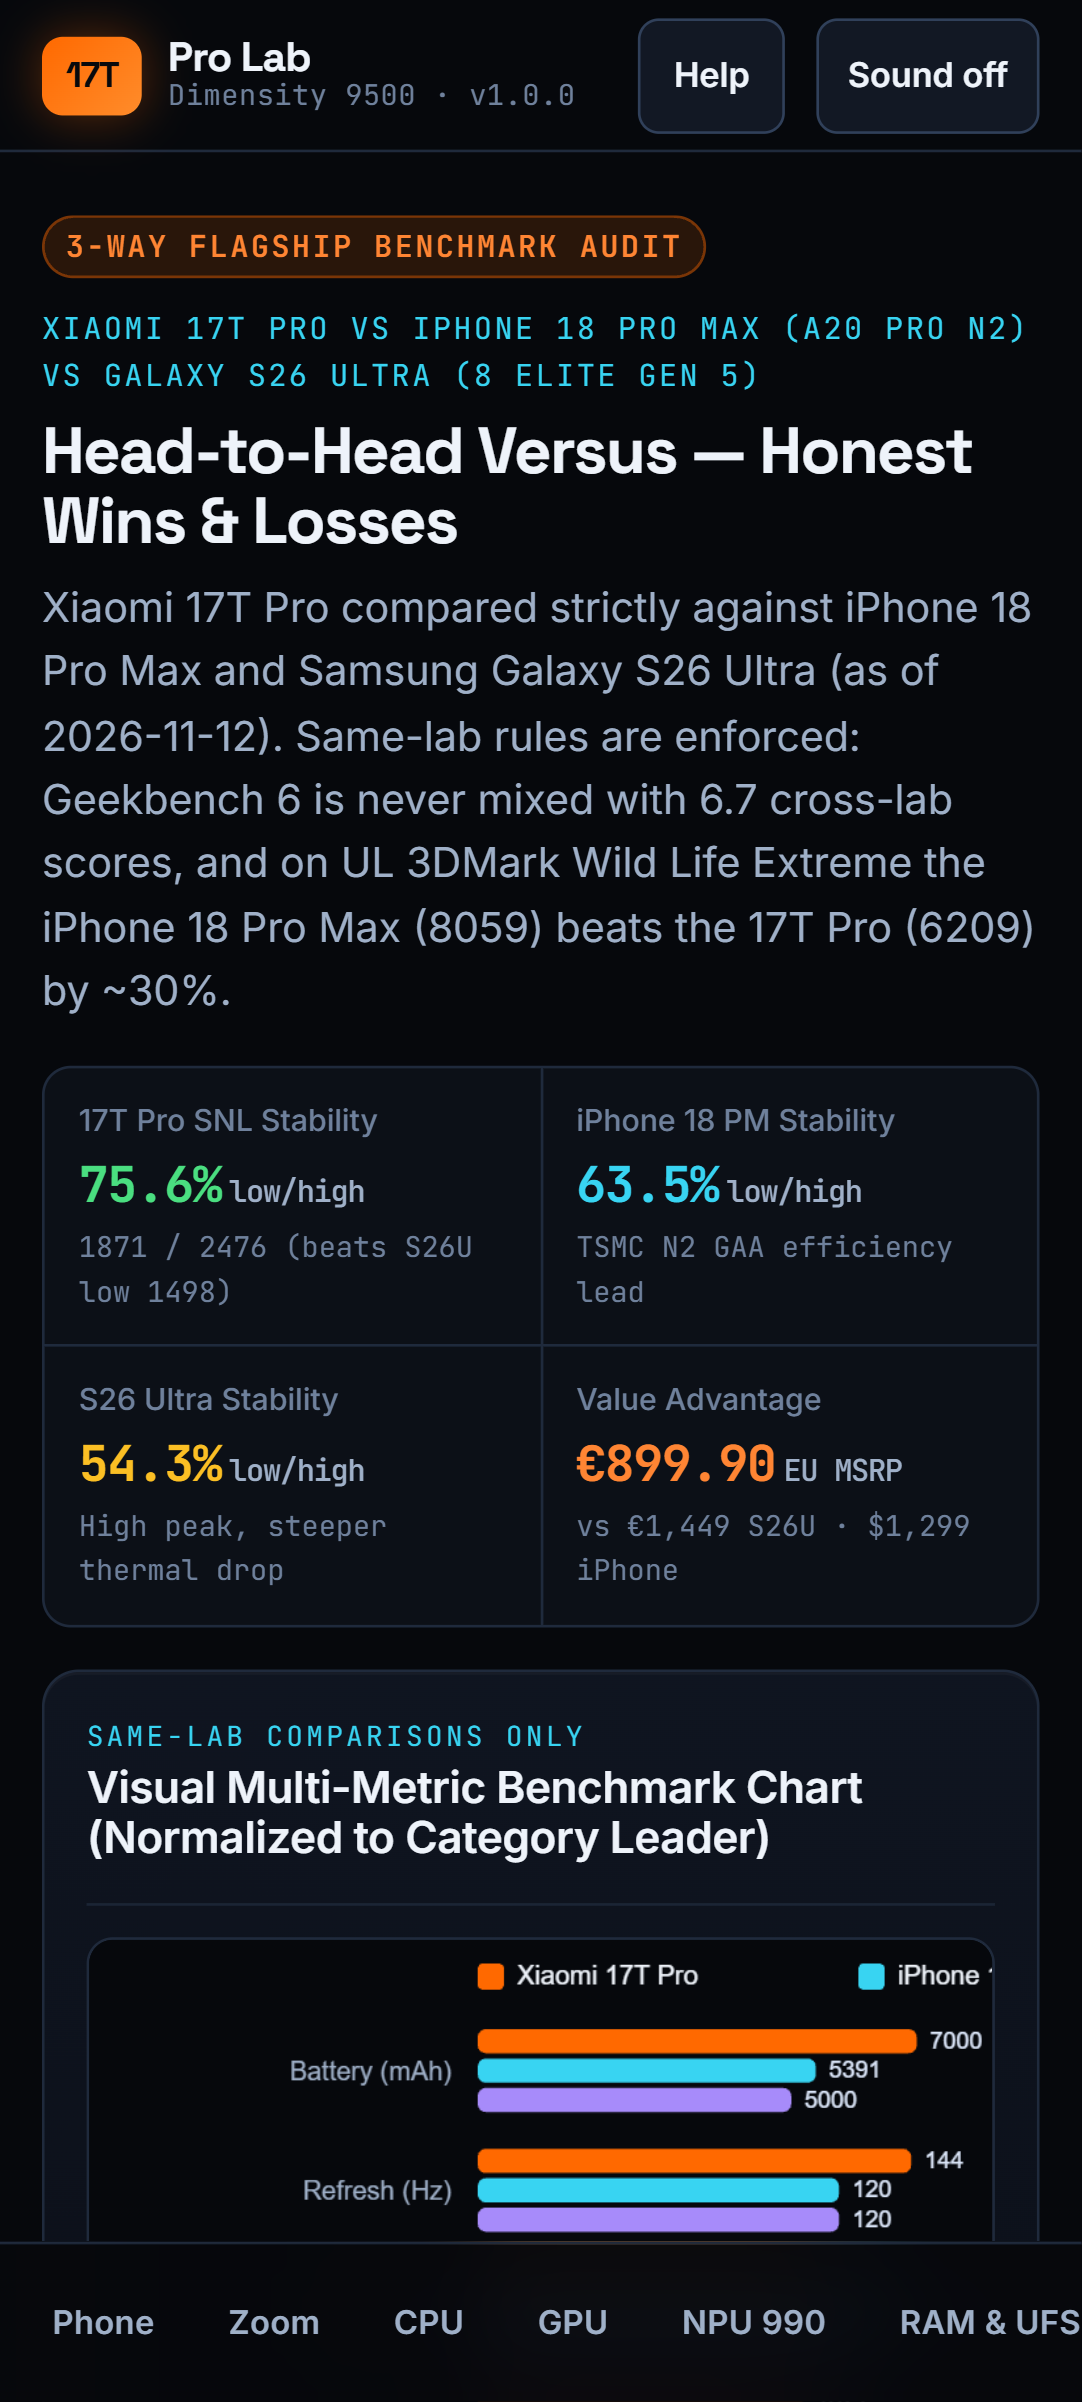 17T
Pro Lab
Dimensity 9500 · v1.0.0
Help
Sound off
3-WAY FLAGSHIP BENCHMARK AUDIT
XIAOMI 17T PRO VS IPHONE 18 PRO MAX (A20 PRO N2)
VS GALAXY S26 ULTRA (8 ELITE GEN 5)
Head-to-Head Versus — Honest
Wins & Losses
Xiaomi 17T Pro compared strictly against iPhone 18
Pro Max and Samsung Galaxy S26 Ultra (as of
2026-11-12). Same-lab rules are enforced:
Geekbench 6 is never mixed with 6.7 cross-lab
scores, and on UL 3DMark Wild Life Extreme the
iPhone 18 Pro Max (8059) beats the 17T Pro (6209)
by ~30%.
17T Pro SNL Stability
75.6% low/high
1871 / 2476 (beats S26U
low 1498)
iPhone 18 PM Stability
63.5% low/high
TSMC N2 GAA efficiency
lead
S26 Ultra Stability
54.3% low/high
High peak, steeper
thermal drop
Value Advantage
€899.90 EU MSRP
vs €1,449 S26U · $1,299
iPhone
SAME-LAB COMPARISONS ONLY
Visual Multi-Metric Benchmark Chart
(Normalized to Category Leader)
Xiaomi 17T Pro
iPhone
Battery (mAh)
7000
5391
5000
Refresh (Hz)
144
120
120
Phone
Zoom
CPU
GPU
NPU 990
RAM & UFS